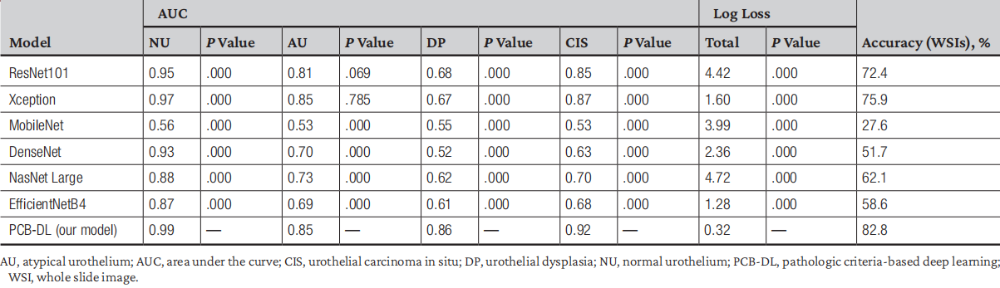 AUC Log Loss
Model NU P Value AU P Value DP P Value CIS P Value Total P Value Accuracy (WSIs), %
ResNet101 0.95 .000 0.81 .069 0.68 .000 0.85 .000 4.42 .000 72.4
Xception 0.97 .000 0.85 .785 0.67 .000 0.87 .000 1.60 .000 75.9
MobileNet 0.56 .000 0.53 .000 0.55 .000 0.53 .000 3.99 .000 27.6
DenseNet 0.93 .000 0.70 .000 0.52 .000 0.63 .000 2.36 .000 51.7
NasNet Large 0.88 .000 0.73 .000 0.62 .000 0.70 .000 4.72 .000 62.1
EfficientNetB4 0.87 .000 0.69 .000 0.61 .000 0.68 .000 1.28 .000 58.6
PCB-DL (our model) 0.99 — 0.85 — 0.86 — 0.92 — 0.32 — 82.8
AU, atypical urothelium; AUC, area under the curve; CIS, urothelial carcinoma in situ; DP, urothelial dysplasia; NU, normal urothelium; PCB-DL, pathologic criteria-based deep learning;
WSI, whole slide image.